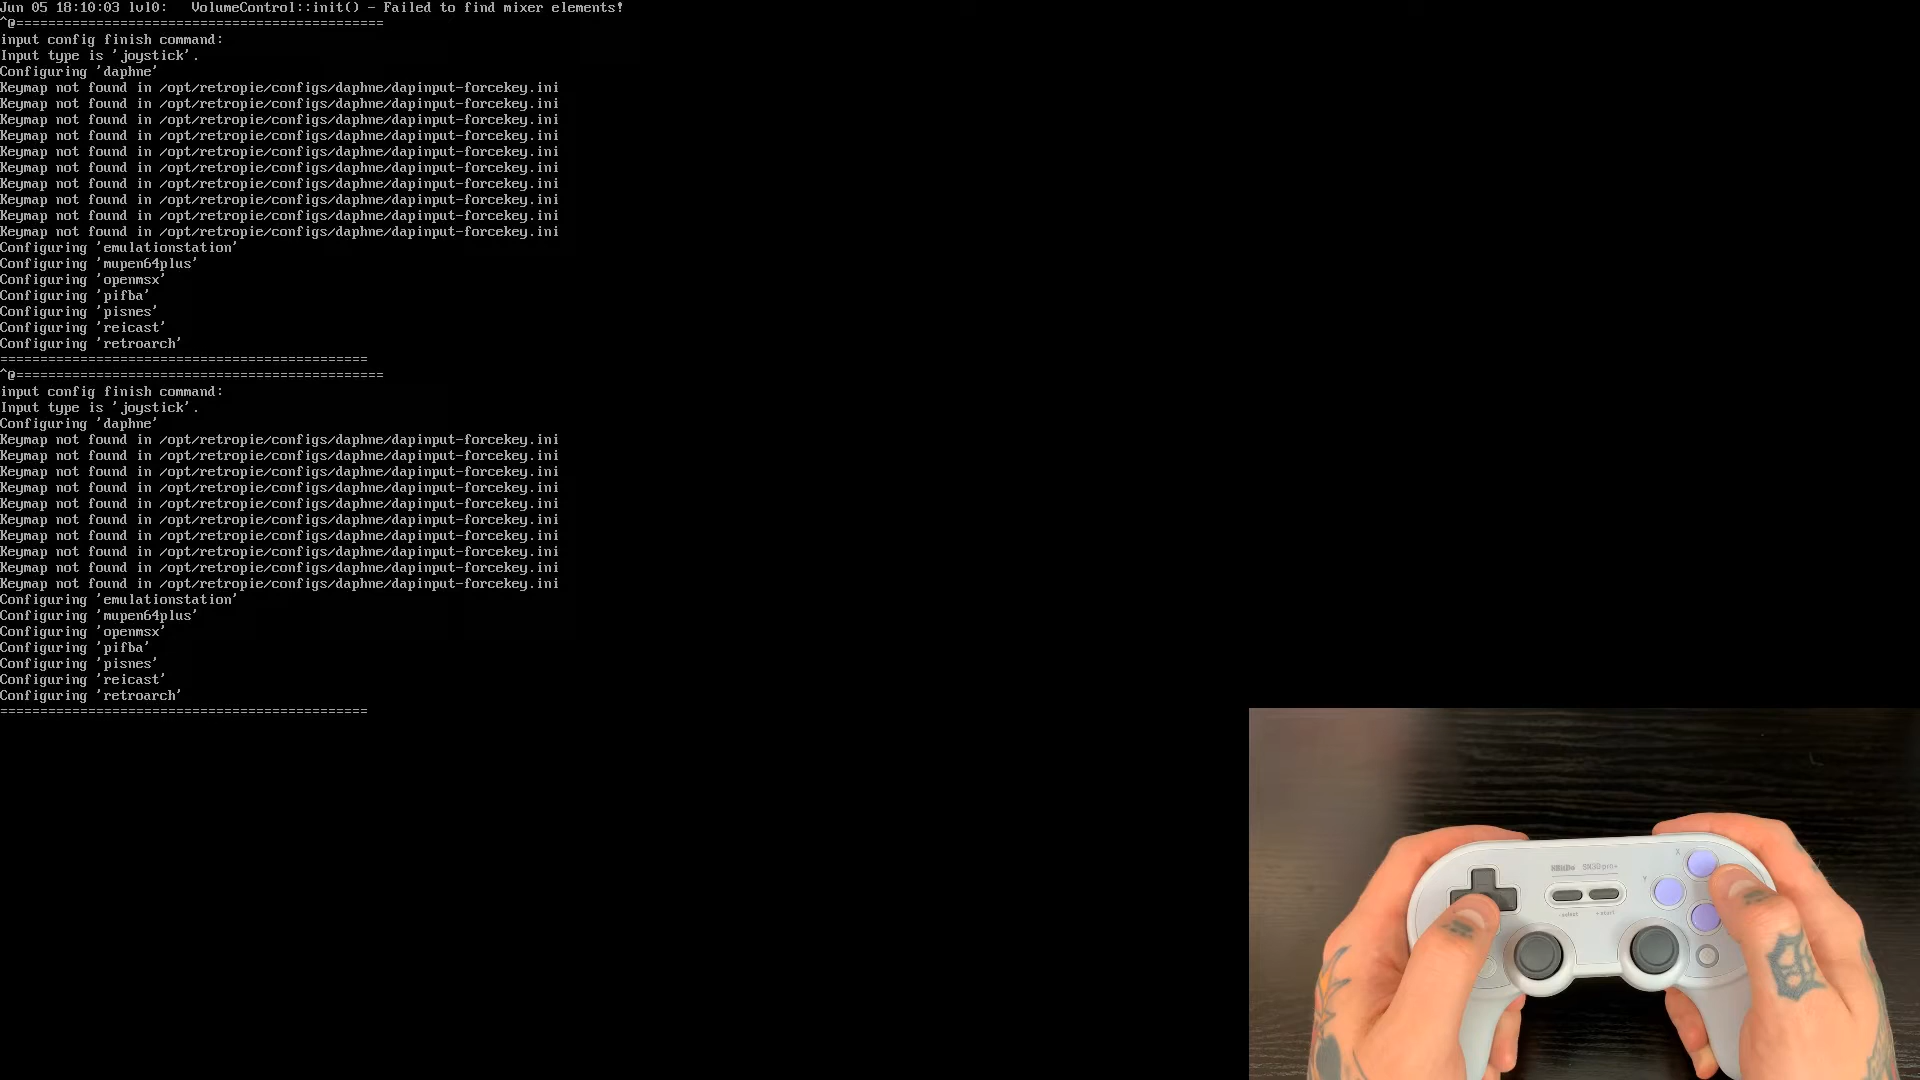 Jun 05 18:10:03 lvl0:   VolumeControl::init() - Failed to find mixer elements!
^@==============================================
input config finish command:
Input type is 'joystick'.
Configuring 'daphne'
Keymap not found in /opt/retropie/configs/daphne/dapinput-forcekey.ini
Keymap not found in /opt/retropie/configs/daphne/dapinput-forcekey.ini
Keymap not found in /opt/retropie/configs/daphne/dapinput-forcekey.ini
Keymap not found in /opt/retropie/configs/daphne/dapinput-forcekey.ini
Keymap not found in /opt/retropie/configs/daphne/dapinput-forcekey.ini
Keymap not found in /opt/retropie/configs/daphne/dapinput-forcekey.ini
Keymap not found in /opt/retropie/configs/daphne/dapinput-forcekey.ini
Keymap not found in /opt/retropie/configs/daphne/dapinput-forcekey.ini
Keymap not found in /opt/retropie/configs/daphne/dapinput-forcekey.ini
Keymap not found in /opt/retropie/configs/daphne/dapinput-forcekey.ini
Configuring 'emulationstation'
Configuring 'mupen64plus'
Configuring 'openmsx'
Configuring 'pifba'
Configuring 'pisnes'
Configuring 'reicast'
Configuring 'retroarch'
==============================================
^@==============================================
input config finish command:
Input type is 'joystick'.
Configuring 'daphne'
Keymap not found in /opt/retropie/configs/daphne/dapinput-forcekey.ini
Keymap not found in /opt/retropie/configs/daphne/dapinput-forcekey.ini
Keymap not found in /opt/retropie/configs/daphne/dapinput-forcekey.ini
Keymap not found in /opt/retropie/configs/daphne/dapinput-forcekey.ini
Keymap not found in /opt/retropie/configs/daphne/dapinput-forcekey.ini
Keymap not found in /opt/retropie/configs/daphne/dapinput-forcekey.ini
Keymap not found in /opt/retropie/configs/daphne/dapinput-forcekey.ini
Keymap not found in /opt/retropie/configs/daphne/dapinput-forcekey.ini
Keymap not found in /opt/retropie/configs/daphne/dapinput-forcekey.ini
Keymap not found in /opt/retropie/configs/daphne/dapinput-forcekey.ini
Configuring 'emulationstation'
Configuring 'mupen64plus'
Configuring 'openmsx'
Configuring 'pifba'
Configuring 'pisnes'
Configuring 'reicast'
Configuring 'retroarch'
==============================================
8BitDo SN30 pro+
X
Y
-select +start